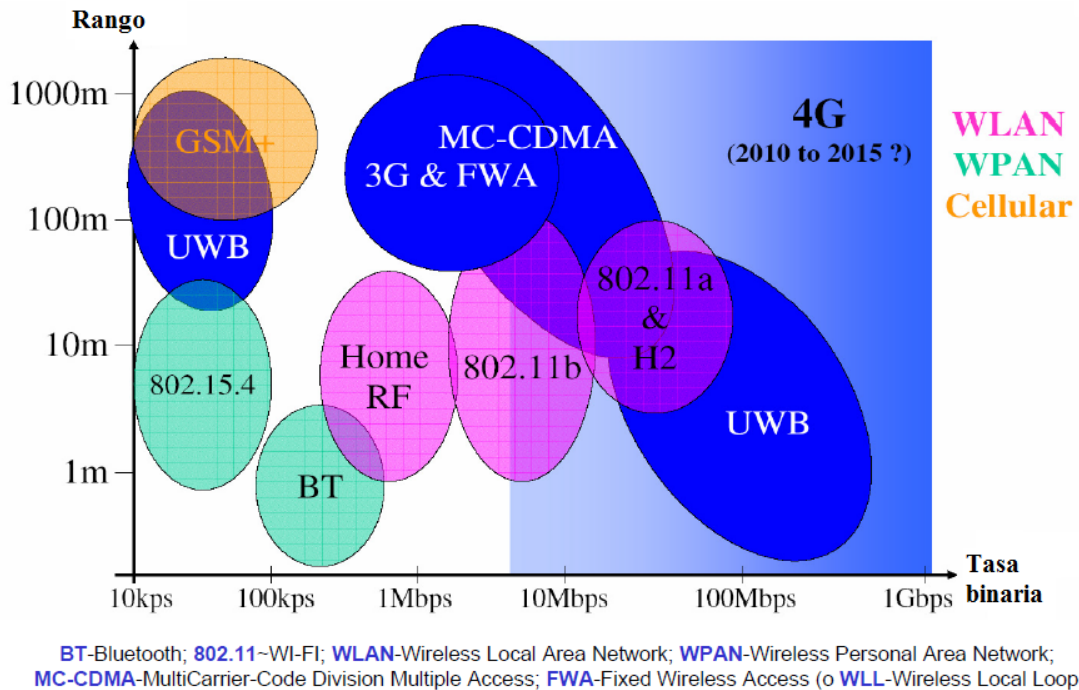 Rango
1000m
100m
10m
1m
GSM+
UWB
802.15.4
BT
Home
RF
802.11b
MC-CDMA
3G & FWA
802.11a
&
H2
UWB
4G
(2010 to 2015 ?)
WLAN
WPAN
Cellular
10kps
100kps
1Mbps
10Mbps
100Mbps
1Gbps
Tasa
binaria
BT-Bluetooth; 802.11~WI-FI; WLAN-Wireless Local Area Network; WPAN-Wireless Personal Area Network;
MC-CDMA-MultiCarrier-Code Division Multiple Access; FWA-Fixed Wireless Access (o WLL-Wireless Local Loop